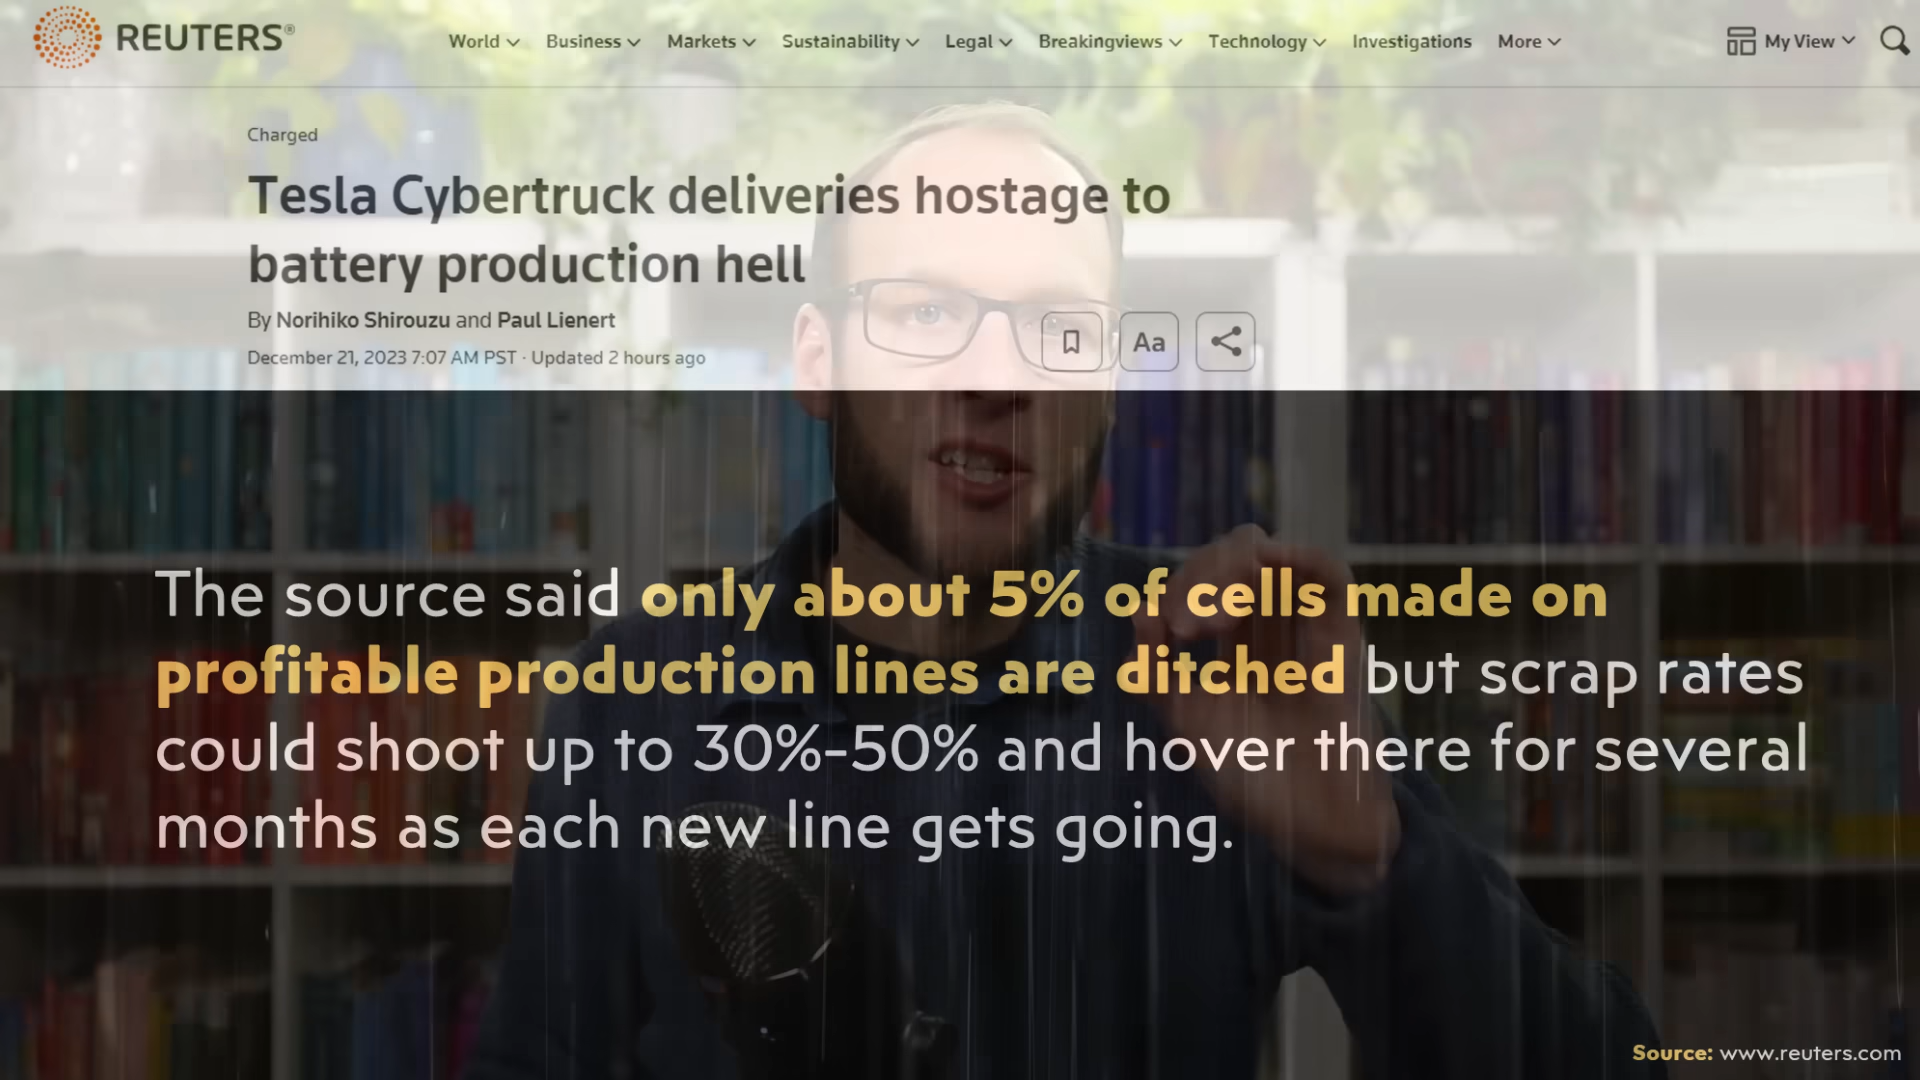 REUTERS®
World Business Markets Sustainability Legal Breakingviews Technology Investigations More My View
Charged
Tesla Cybertruck deliveries hostage to
battery production hell
By Norihiko Shirouzu and Paul Lienert
December 21, 2023 7:07 AM PST · Updated 2 hours ago
Aa
The source said only about 5% of cells made on
profitable production lines are ditched but scrap rates
could shoot up to 30%-50% and hover there for several
months as each new line gets going.
Source: www.reuters.com